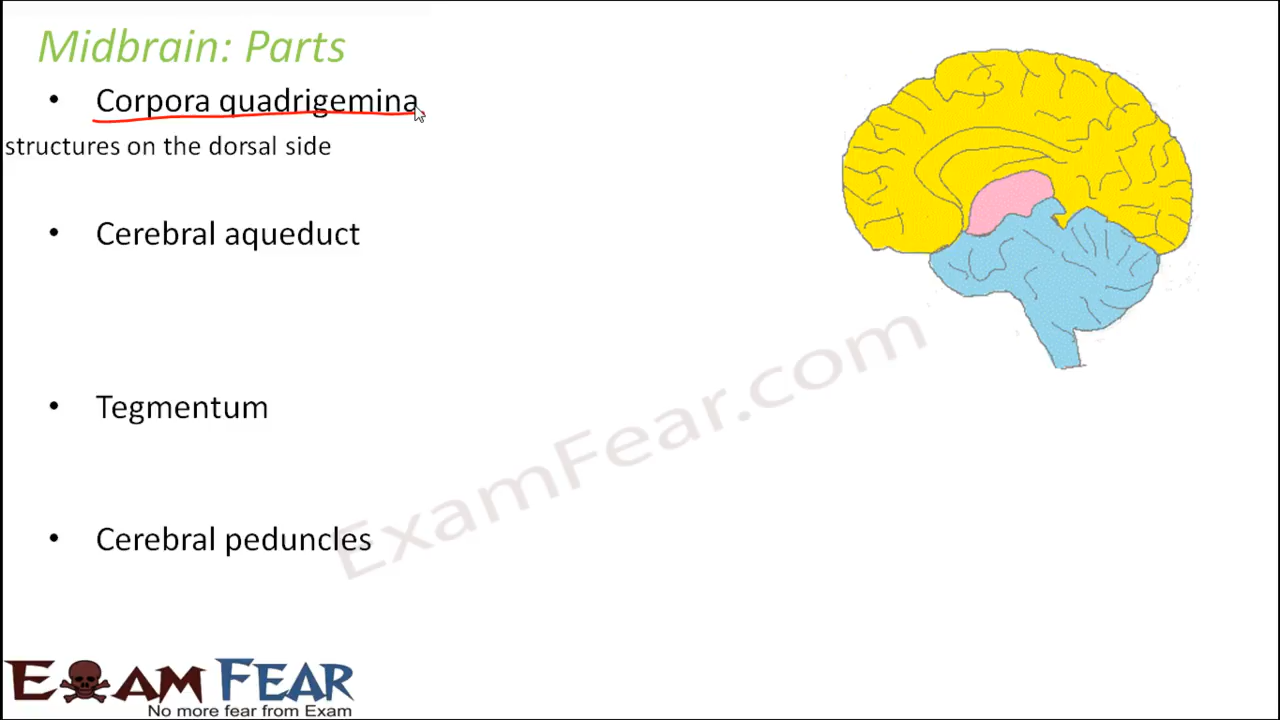 Midbrain: Parts
• Corpora quadrigemina
structures on the dorsal side
• Cerebral aqueduct
• Tegmentum
• Cerebral peduncles
ExamFear.com
EXAM FEAR
No more fear from Exam